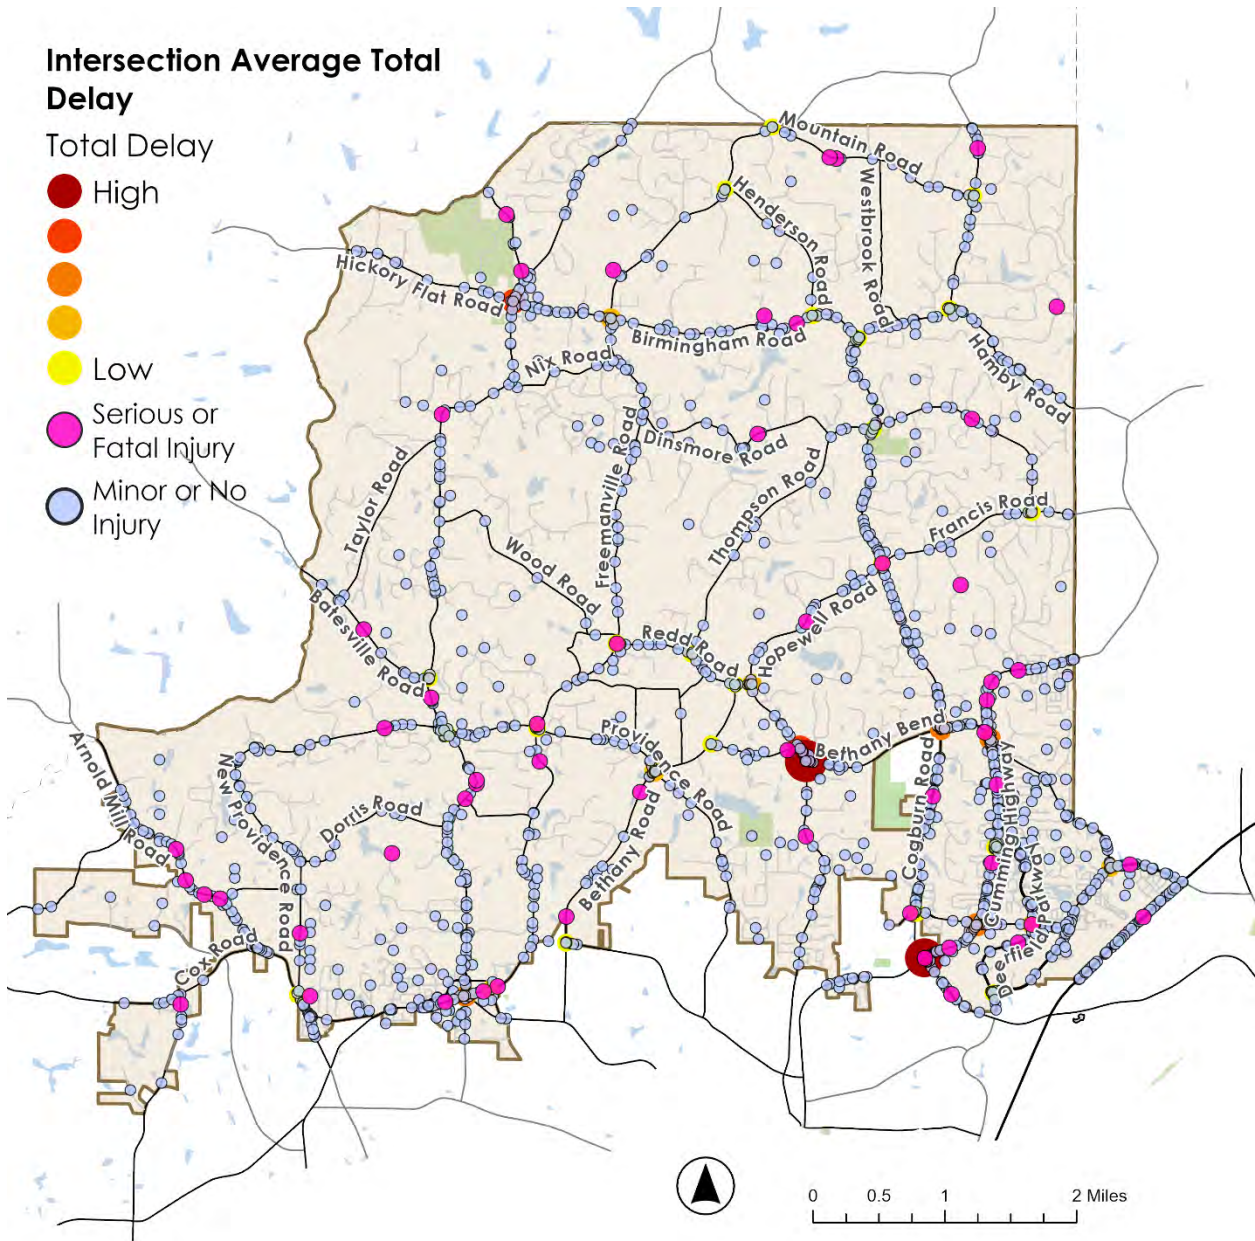 Intersection Average Total
Delay
Total Delay
High
Low
Serious or
Fatal Injury
Minor or No
Injury
Mountain Road
Henderson Road
Westbrook Road
Hickory Flat Road
Birmingham Road
Nix Road
Hamby Road
Freemanville Road
Dinsmore Road
Taylor Road
Thompson Road
Francis Road
Wood Road
Batesville Road
Redd Road
Hopewell Road
Providence Road
Bethany Bend
Arnold Mill Road
New Providence Road
Dorris Road
Bethany Road
Cogburn Road
Cumming Highway
Deerfield Parkway
Cox Road
0 0.5 1 2 Miles